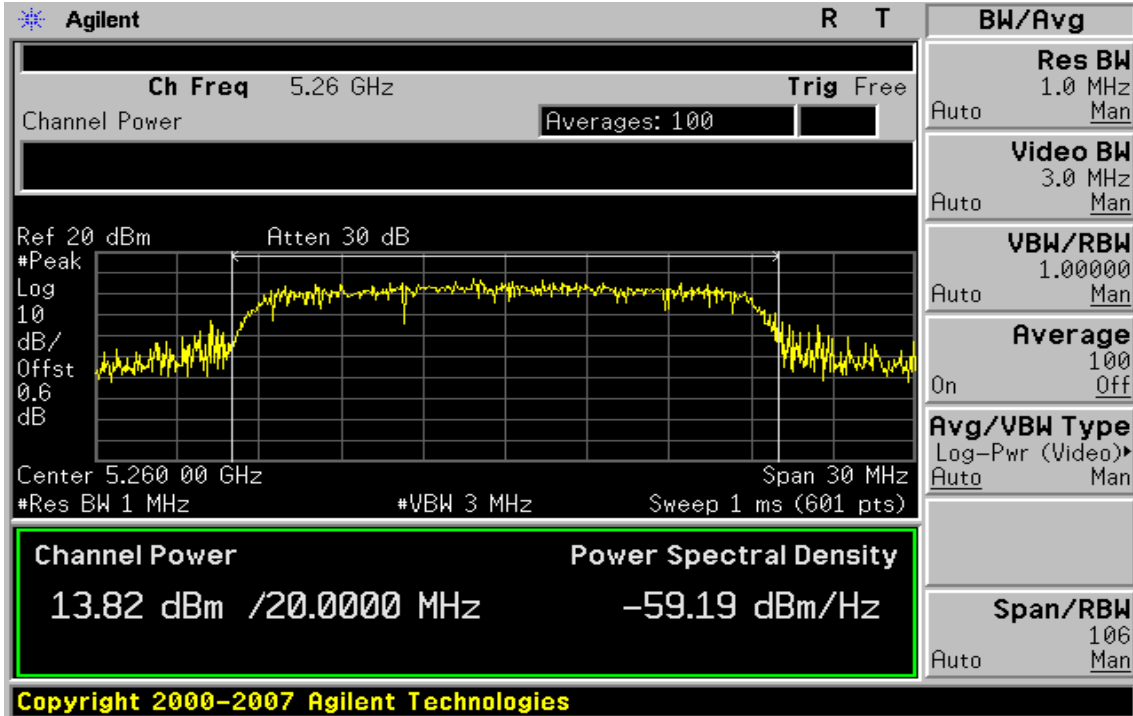 Agilent
R T
Ch Freq 5.26 GHz
Trig Free
Channel Power
Averages: 100
Ref 20 dBm
Atten 30 dB
#Peak
Log
10
dB/
Offst
0.6
dB
Center 5.260 00 GHz
Span 30 MHz
#Res BW 1 MHz
#VBW 3 MHz
Sweep 1 ms (601 pts)
Channel Power
Power Spectral Density
13.82 dBm /20.0000 MHz
-59.19 dBm/Hz
Copyright 2000-2007 Agilent Technologies
BW/Avg
Res BW
1.0 MHz
Auto Man
Video BW
3.0 MHz
Auto Man
VBW/RBW
1.00000
Auto Man
Average
100
On Off
Avg/VBW Type
Log-Pwr (Video)▸
Auto Man
Span/RBW
106
Auto Man